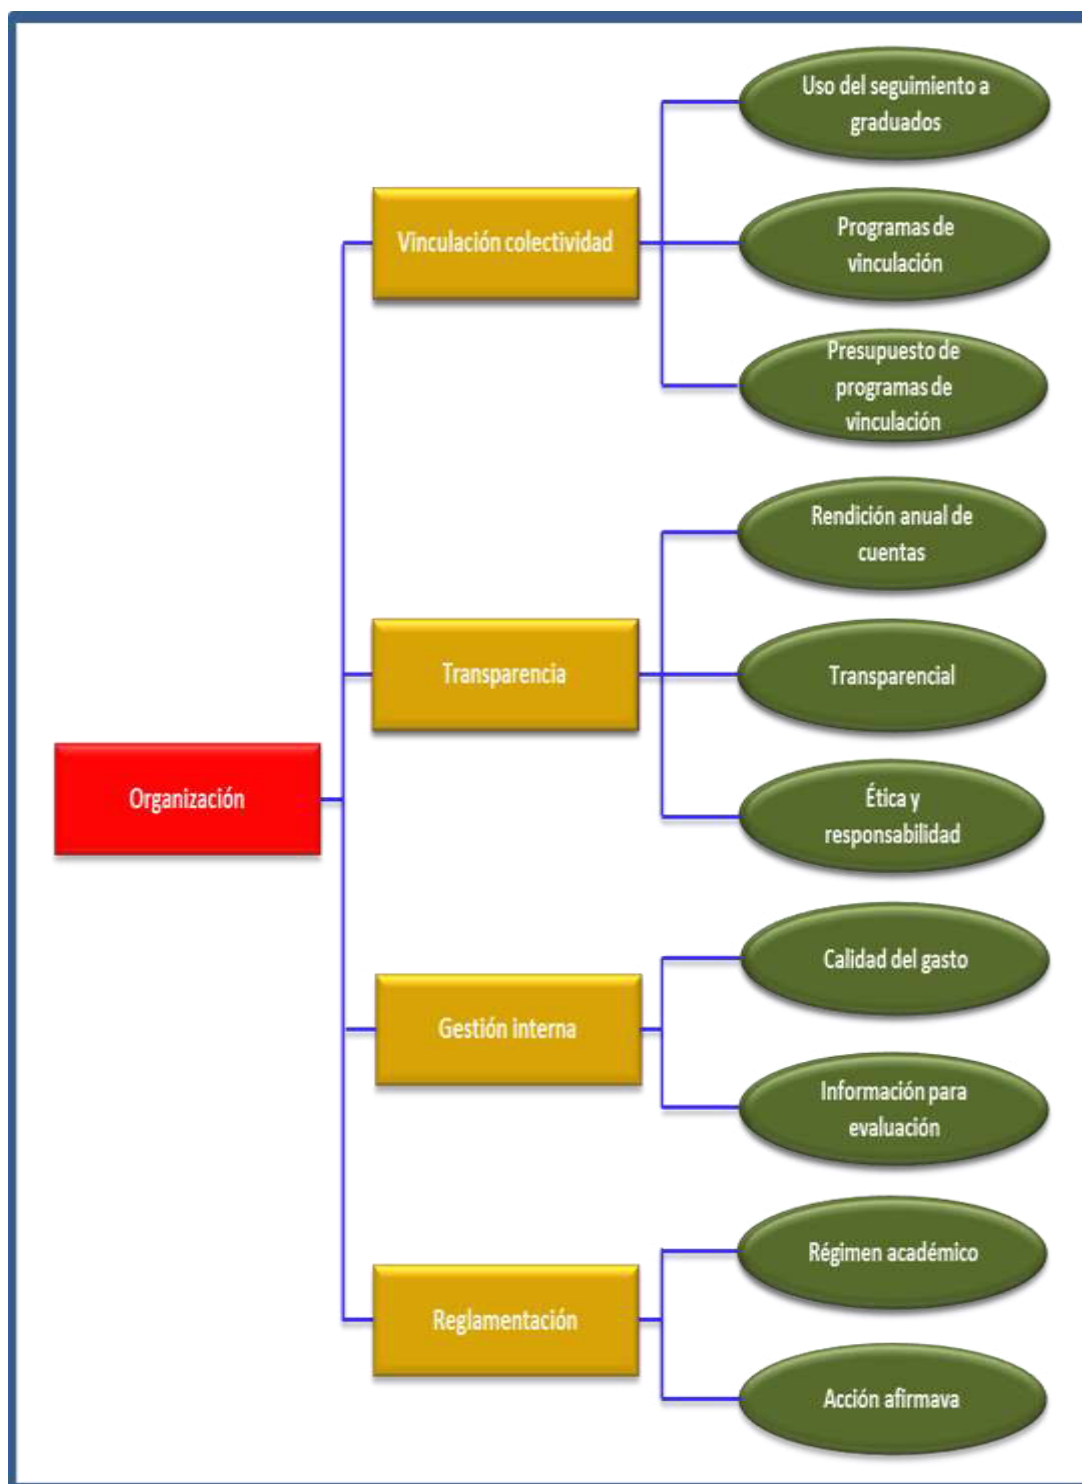 Organización
Vinculación colectividad
Uso del seguimiento a
graduados
Programas de
vinculación
Presupuesto de
programas de
vinculación
Transparencia
Rendición anual de
cuentas
Transparencial
Ética y
responsabilidad
Gestión interna
Calidad del gasto
Información para
evaluación
Reglamentación
Régimen académico
Acción afirmava